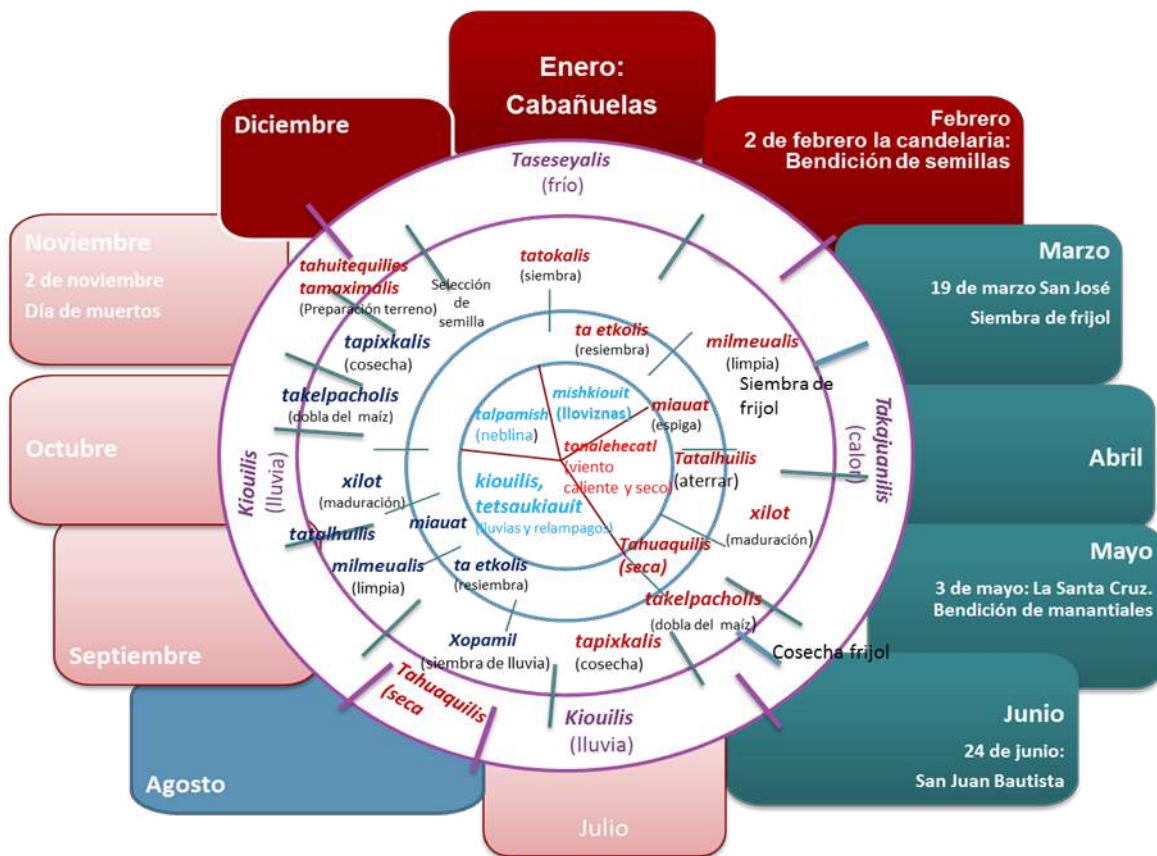 Enero:
Cabañuelas
Febrero
2 de febrero la candelaria:
Bendición de semillas
Marzo
19 de marzo San José
Siembra de frijol
Abril
Mayo
3 de mayo: La Santa Cruz.
Bendición de manantiales
Junio
24 de junio:
San Juan Bautista
Julio
Agosto
Septiembre
Octubre
Noviembre
2 de noviembre
Día de muertos
Diciembre
Taseseyalis
(frío)
Takajuanilis
(calor)
Kiouilis
(lluvia)
Tahuaquilis
(seca
Kiouilis
(lluvia)
tahuitequilies
tamaximalis
(Preparación terreno)
Selección
de
semilla
tatokalis
(siembra)
ta etkolis
(resiembra)
milmeualis
(limpia)
Siembra de
frijol
miauat
(espiga)
Tatalhuilis
(aterrar)
xilot
(maduración)
Tahuaquilis
(seca)
takelpacholis
(dobla del maíz)
Cosecha frijol
tapixkalis
(cosecha)
Xopamil
(siembra de lluvia)
ta etkolis
(resiembra)
milmeualis
(limpia)
tatalhuilis
miauat
xilot
(maduración)
takelpacholis
(dobla del maíz)
tapixkalis
(cosecha)
mishkiouit
(lloviznas)
talpamish
(neblina)
tonalehecatl
(viento
caliente y seco)
kiouilis,
tetsaukiauit
(lluvias y relampagos)